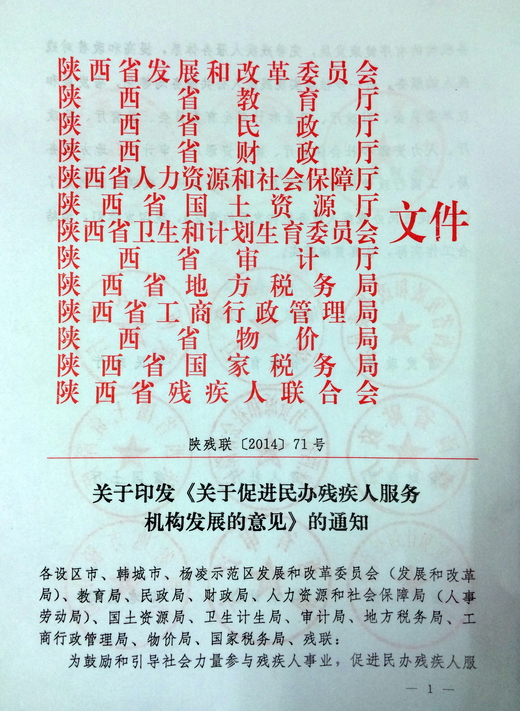 陕西省发展和改革委员会
陕西省教育厅
陕西省民政厅
陕西省财政厅
陕西省人力资源和社会保障厅
陕西省国土资源厅
陕西省卫生和计划生育委员会
陕西省审计厅
陕西省地方税务局
陕西省工商行政管理局
陕西省物价局
陕西省国家税务局
陕西省残疾人联合会
文件
陕残联〔2014〕71号
关于印发《关于促进民办残疾人服务
机构发展的意见》的通知
各设区市、韩城市、杨凌示范区发展和改革委员会（发展和改革
局）、教育局、民政局、财政局、人力资源和社会保障局（人事
劳动局）、国土资源局、卫生计生局、审计局、地方税务局、工
商行政管理局、物价局、国家税务局、残联：
为鼓励和引导社会力量参与残疾人事业，促进民办残疾人服
— 1 —